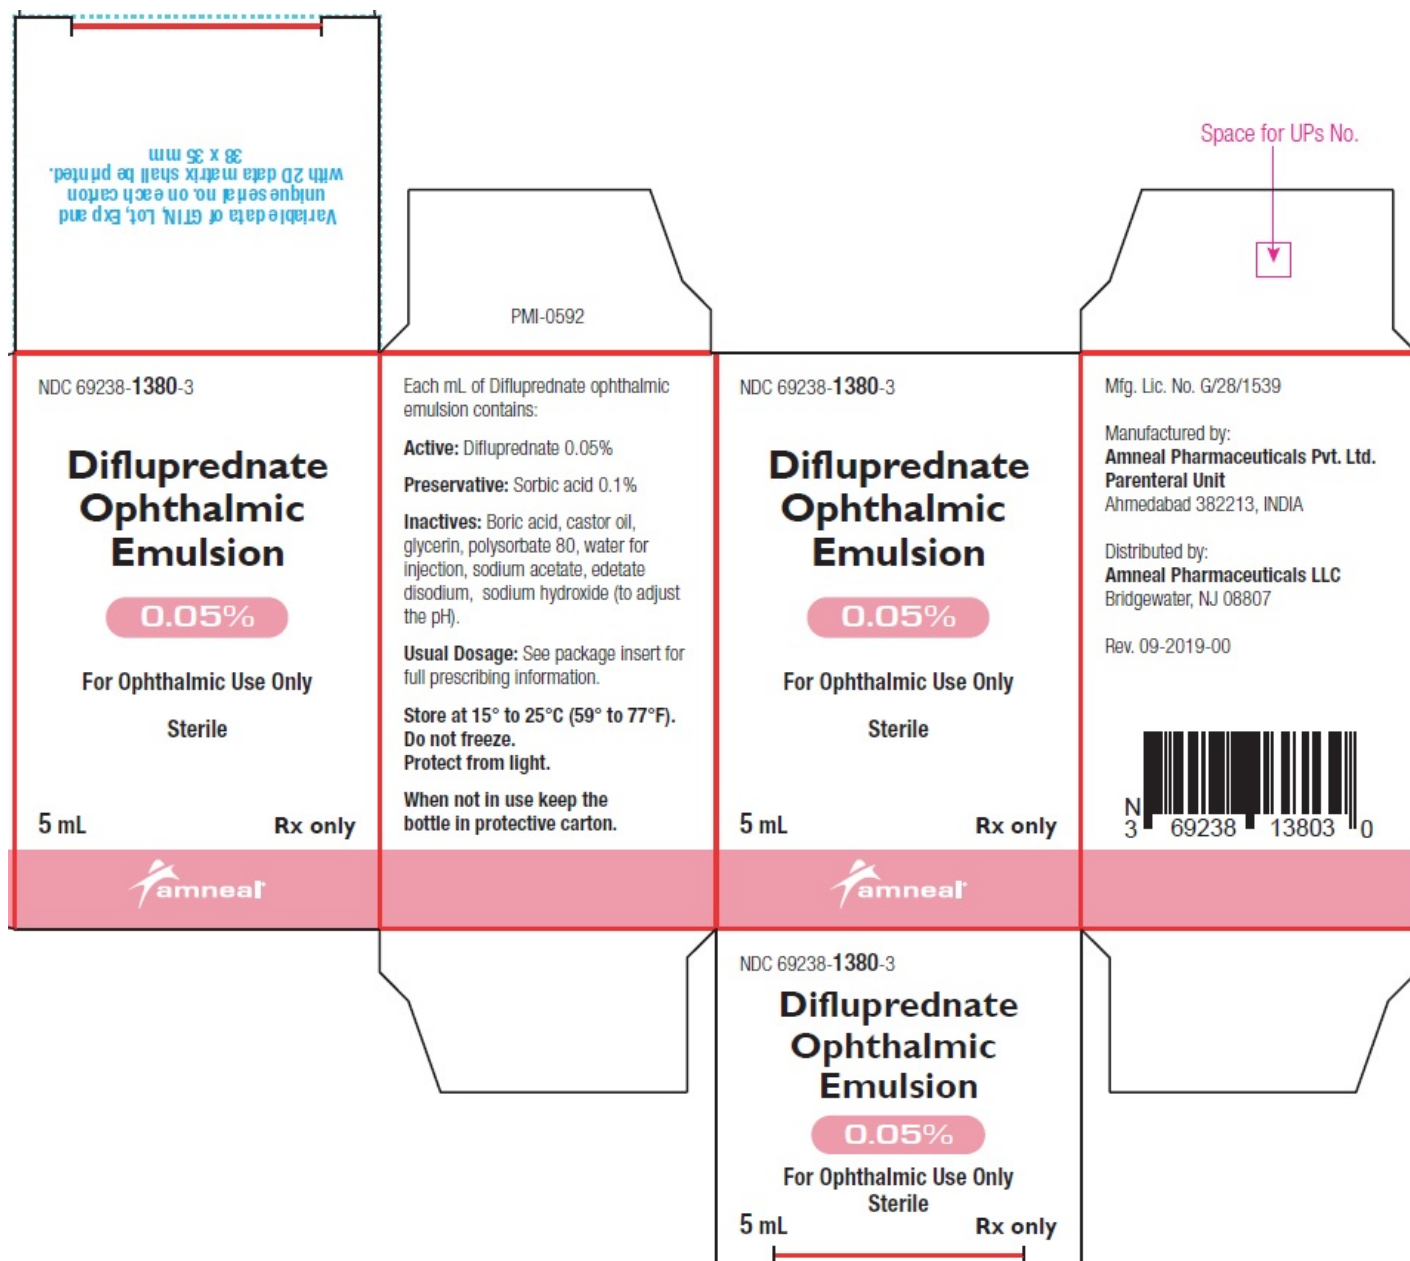 Variable data of GTIN, Lot, Exp and
unique serial no. on each carton
with 2D data matrix shall be printed.
38 x 35 mm
PMI-0592
Space for UPs No.
NDC 69238-1380-3
Difluprednate
Ophthalmic
Emulsion
0.05%
For Ophthalmic Use Only
Sterile
5 mL Rx only
amneal
Each mL of Difluprednate ophthalmic
emulsion contains:
Active: Difluprednate 0.05%
Preservative: Sorbic acid 0.1%
Inactives: Boric acid, castor oil,
glycerin, polysorbate 80, water for
injection, sodium acetate, edetate
disodium, sodium hydroxide (to adjust
the pH).
Usual Dosage: See package insert for
full prescribing information.
Store at 15° to 25°C (59° to 77°F).
Do not freeze.
Protect from light.
When not in use keep the
bottle in protective carton.
NDC 69238-1380-3
Difluprednate
Ophthalmic
Emulsion
0.05%
For Ophthalmic Use Only
Sterile
5 mL Rx only
amneal
Mfg. Lic. No. G/28/1539
Manufactured by:
Amneal Pharmaceuticals Pvt. Ltd.
Parenteral Unit
Ahmedabad 382213, INDIA
Distributed by:
Amneal Pharmaceuticals LLC
Bridgewater, NJ 08807
Rev. 09-2019-00
N
3 69238 13803 0
NDC 69238-1380-3
Difluprednate
Ophthalmic
Emulsion
0.05%
For Ophthalmic Use Only
Sterile
5 mL Rx only